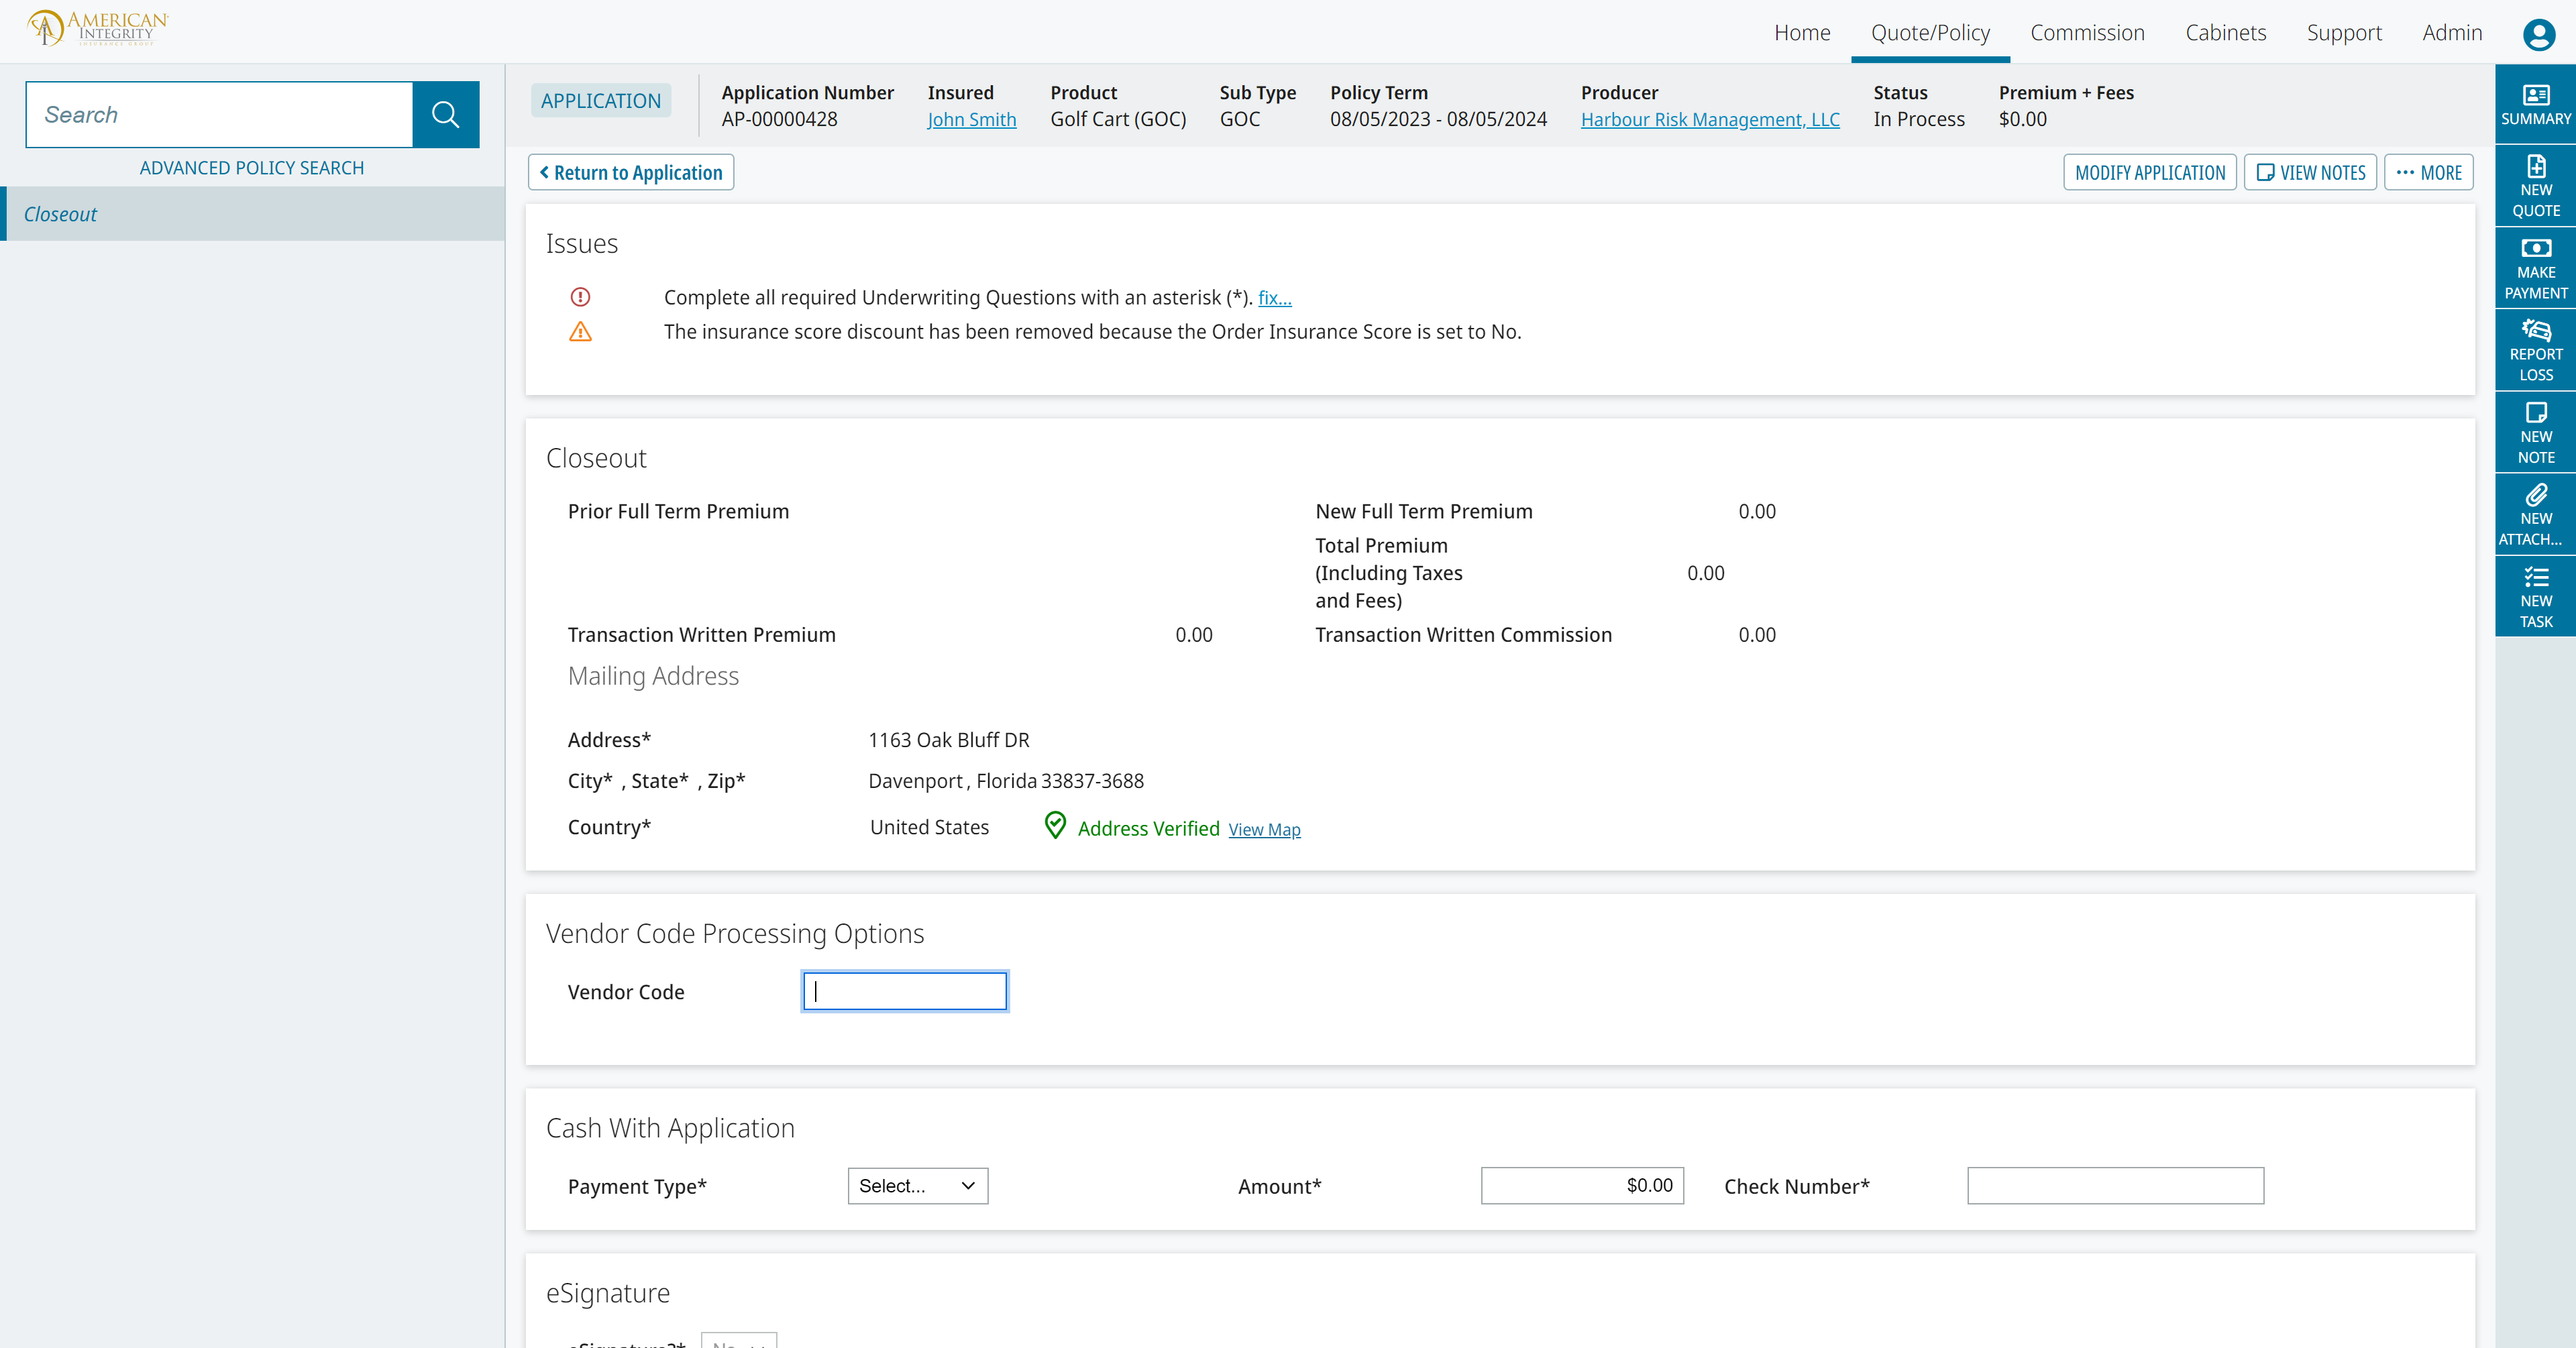 AMERICAN
INTEGRITY
INSURANCE GROUP
Home
Quote/Policy
Commission
Cabinets
Support
Admin
Search
ADVANCED POLICY SEARCH
Closeout
APPLICATION
Application Number
AP-00000428
Insured
John Smith
Product
Golf Cart (GOC)
Sub Type
GOC
Policy Term
08/05/2023 - 08/05/2024
Producer
Harbour Risk Management, LLC
Status
In Process
Premium + Fees
$0.00
Return to Application
MODIFY APPLICATION
VIEW NOTES
MORE
Issues
Complete all required Underwriting Questions with an asterisk (*). fix...
The insurance score discount has been removed because the Order Insurance Score is set to No.
Closeout
Prior Full Term Premium
New Full Term Premium 0.00
Total Premium
(Including Taxes 0.00
and Fees)
Transaction Written Premium 0.00
Transaction Written Commission 0.00
Mailing Address
Address* 1163 Oak Bluff DR
City* , State* , Zip* Davenport , Florida 33837-3688
Country* United States Address Verified View Map
Vendor Code Processing Options
Vendor Code
Cash With Application
Payment Type* Select... Amount* $0.00 Check Number*
eSignature
eSignature?* No
SUMMARY
NEW
QUOTE
MAKE
PAYMENT
REPORT
LOSS
NEW
NOTE
NEW
ATTACH...
NEW
TASK